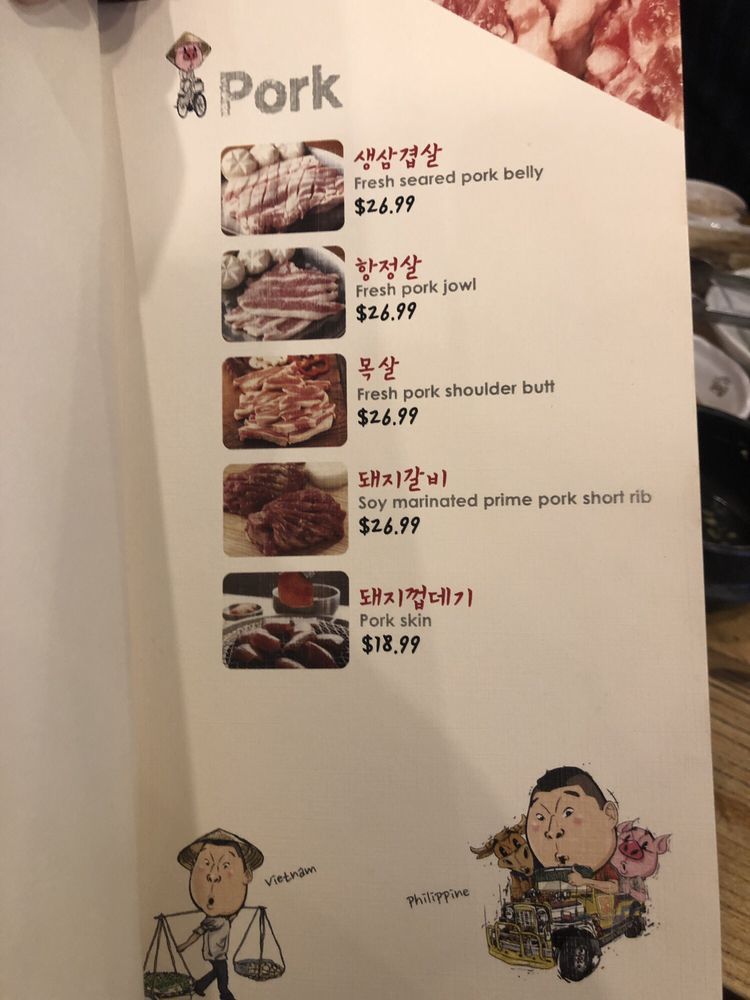 Pork
생삼겹살
Fresh seared pork belly
$26.99
항정살
Fresh pork jowl
$26.99
목살
Fresh pork shoulder butt
$26.99
돼지갈비
Soy marinated prime pork short rib
$26.99
돼지껍데기
Pork skin
$18.99
Vietnam
Philippine